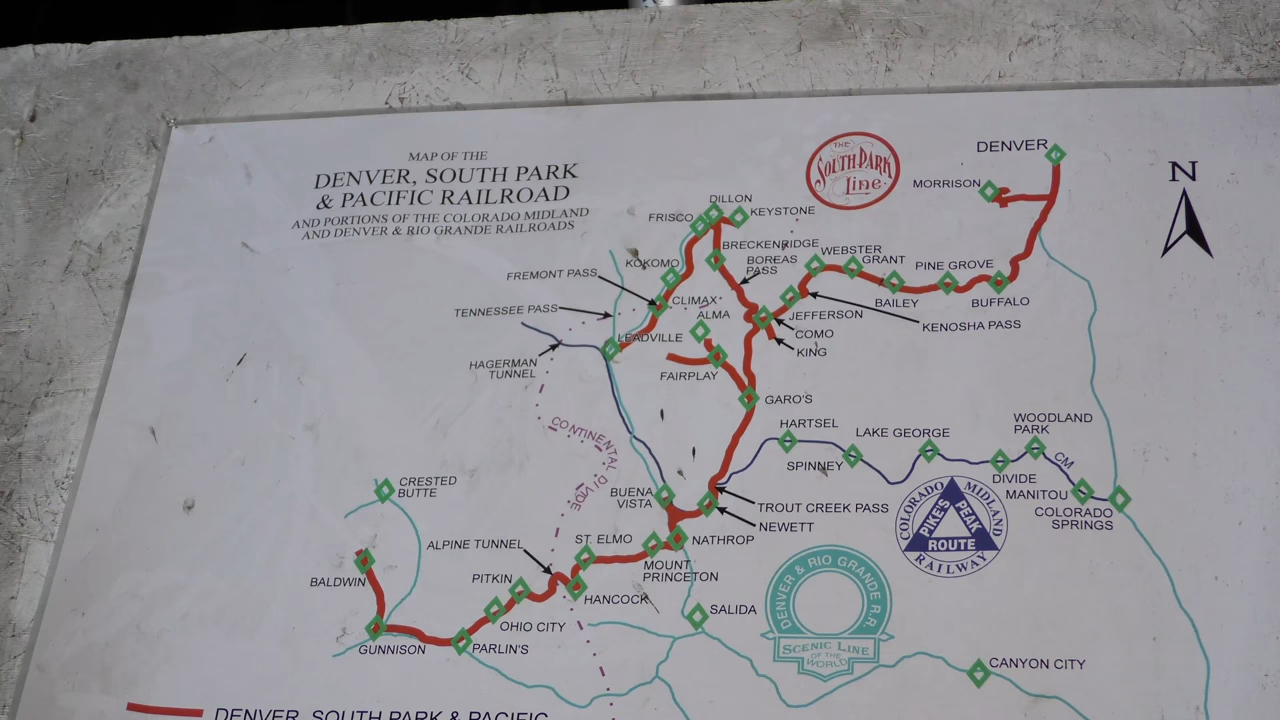 MAP OF THE
DENVER, SOUTH PARK
& PACIFIC RAILROAD
AND PORTIONS OF THE COLORADO MIDLAND
AND DENVER & RIO GRANDE RAILROADS
THE
SOUTH PARK
Line.
DENVER
MORRISON
N
DILLON
FRISCO
KEYSTONE
BRECKENRIDGE
BOREAS
PASS
WEBSTER
GRANT
PINE GROVE
KOKOMO
FREMONT PASS
CLIMAX
BAILEY
BUFFALO
TENNESSEE PASS
ALMA
JEFFERSON
KENOSHA PASS
COMO
LEADVILLE
KING
HAGERMAN
TUNNEL
FAIRPLAY
GARO'S
CONTINENTAL DIVIDE
HARTSEL
LAKE GEORGE
WOODLAND
PARK
SPINNEY
CM
DIVIDE
MANITOU
COLORADO
SPRINGS
CRESTED
BUTTE
BUENA
VISTA
TROUT CREEK PASS
NEWETT
COLORADO MIDLAND
PIKE'S PEAK
ROUTE
RAILWAY
ALPINE TUNNEL
ST. ELMO
NATHROP
MOUNT
PRINCETON
BALDWIN
PITKIN
HANCOCK
OHIO CITY
SALIDA
DENVER & RIO GRANDE R.R.
SCENIC LINE
OF THE
WORLD
GUNNISON
PARLIN'S
CANYON CITY
DENVER, SOUTH PARK & PACIFIC